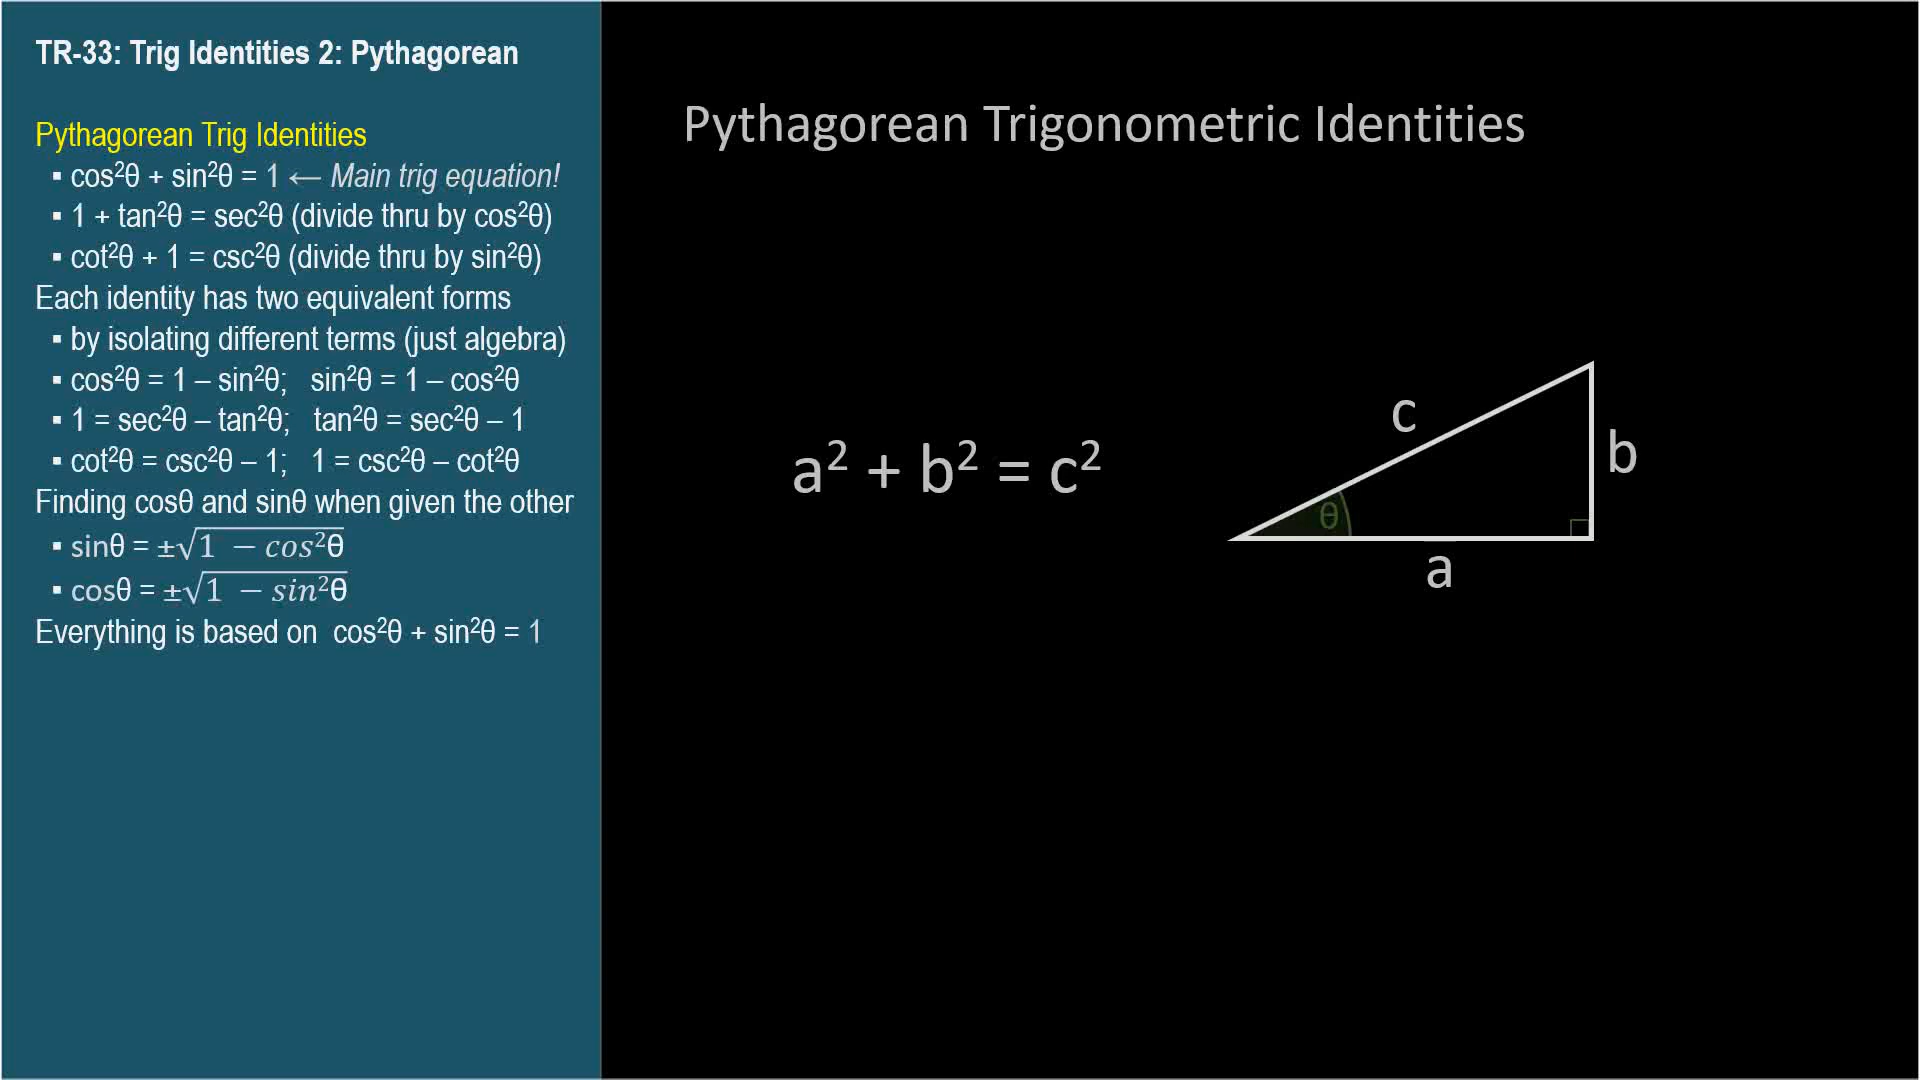 TR-33: Trig Identities 2: Pythagorean
Pythagorean Trig Identities
▪ cos²θ + sin²θ = 1 ← Main trig equation!
▪ 1 + tan²θ = sec²θ (divide thru by cos²θ)
▪ cot²θ + 1 = csc²θ (divide thru by sin²θ)
Each identity has two equivalent forms
▪ by isolating different terms (just algebra)
▪ cos²θ = 1 – sin²θ;   sin²θ = 1 – cos²θ
▪ 1 = sec²θ – tan²θ;   tan²θ = sec²θ – 1
▪ cot²θ = csc²θ – 1;   1 = csc²θ – cot²θ
Finding cosθ and sinθ when given the other
▪ sinθ = ±√(1 − cos²θ)
▪ cosθ = ±√(1 − sin²θ)
Everything is based on  cos²θ + sin²θ = 1
Pythagorean Trigonometric Identities
a² + b² = c²
c
b
θ
a